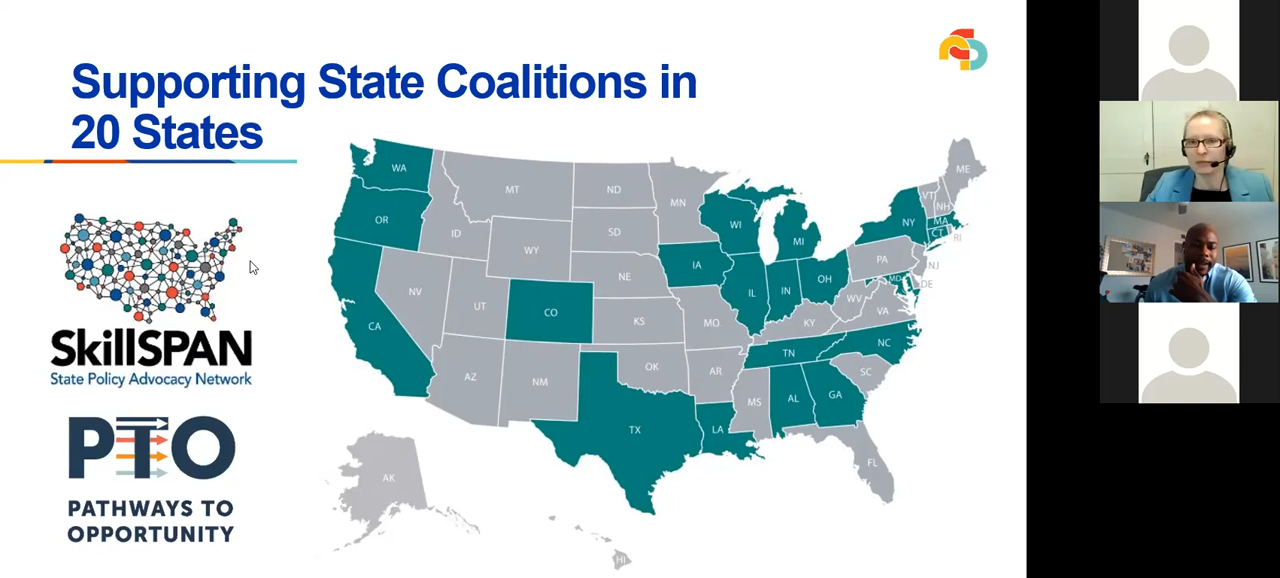 Supporting State Coalitions in
20 States
SkillSPAN
State Policy Advocacy Network
PTO
PATHWAYS TO
OPPORTUNITY
WA
MT
ND
MN
ME
VT
NH
OR
ID
SD
WI
MI
NY
MA
CT
RI
WY
IA
PA
NJ
NE
IL
IN
OH
MD
DE
NV
UT
CO
KS
MO
WV
VA
KY
CA
AZ
NM
OK
AR
TN
NC
SC
MS
AL
GA
TX
LA
FL
AK
HI